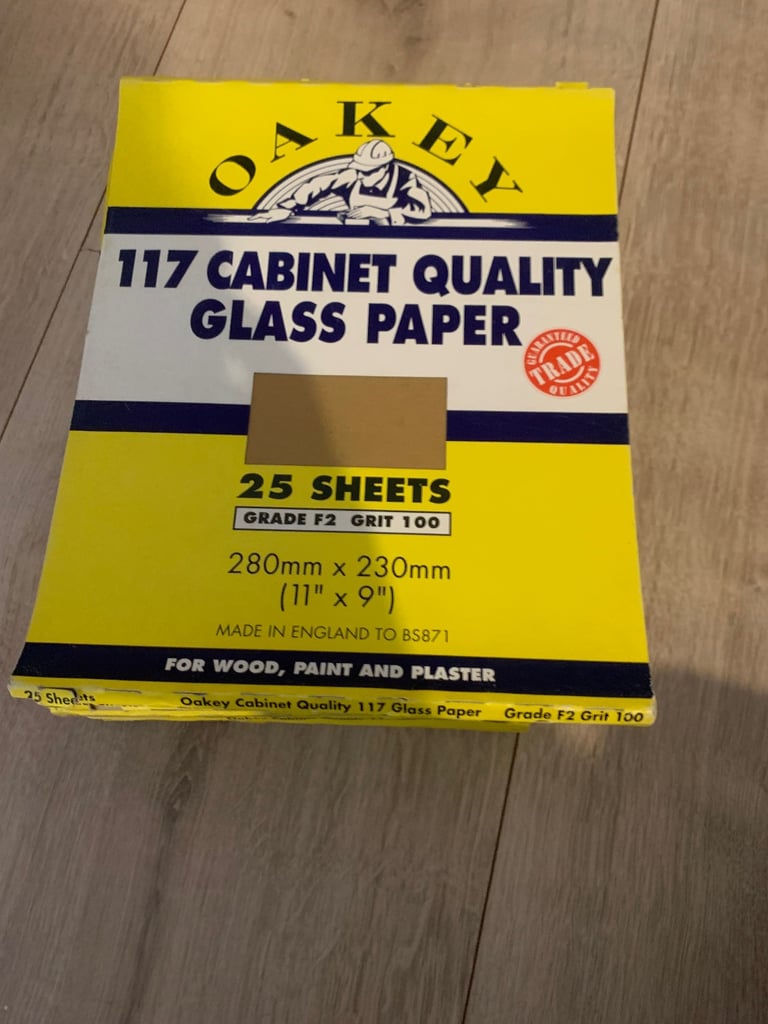 OAKEY
117 CABINET QUALITY
GLASS PAPER
GUARANTEED
TRADE
QUALITY
25 SHEETS
GRADE F2 GRIT 100
280mm x 230mm
(11" x 9")
MADE IN ENGLAND TO BS871
FOR WOOD, PAINT AND PLASTER
25 Sheets Oakey Cabinet Quality 117 Glass Paper Grade F2 Grit 100